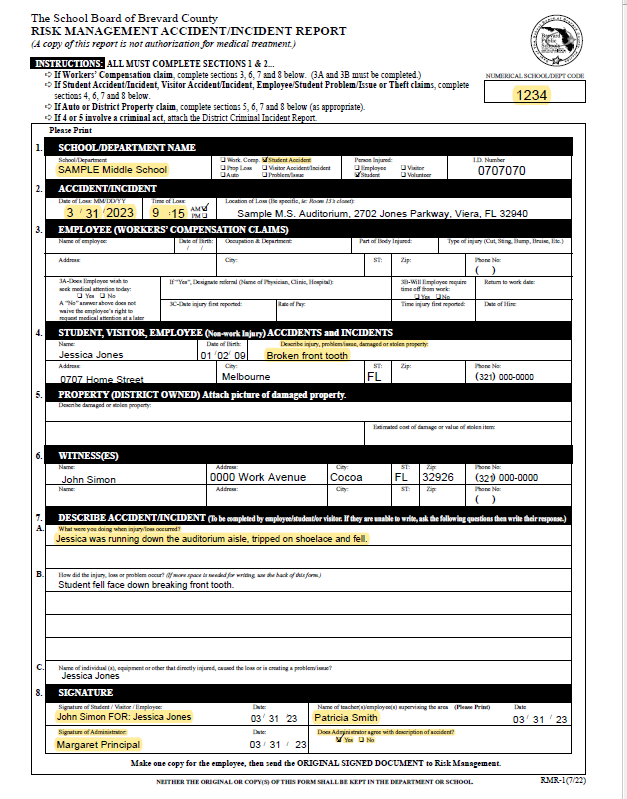 The School Board of Brevard County
RISK MANAGEMENT ACCIDENT/INCIDENT REPORT
(A copy of this report is not authorization for medical treatment.)
INSTRUCTIONS: ALL MUST COMPLETE SECTIONS 1 & 2...
➪ If Workers' Compensation claim, complete sections 3, 6, 7 and 8 below. (3A and 3B must be completed.)
➪ If Student Accident/Incident, Visitor Accident/Incident, Employee/Student Problem/Issue or Theft claims, complete
sections 4, 6, 7 and 8 below.
➪ If Auto or District Property claim, complete sections 5, 6, 7 and 8 below (as appropriate).
➪ If 4 or 5 involve a criminal act, attach the District Criminal Incident Report.
NUMERICAL SCHOOL/DEPT CODE
1234
Please Print
1. SCHOOL/DEPARTMENT NAME
School/Department
SAMPLE Middle School
☐ Work. Comp. ☑ Student Accident
☐ Prop Loss ☐ Visitor Accident/Incident
☐ Auto ☐ Problem/Issue
Person Injured:
☐ Employee ☐ Visitor
☑ Student ☐ Volunteer
I.D. Number
0707070
2. ACCIDENT/INCIDENT
Date of Loss: MM/DD/YY
3 / 31 / 2023
Time of Loss:
9 : 15 AM ☑
PM ☐
Location of Loss (Be specific, ie: Room 13's closet):
Sample M.S. Auditorium, 2702 Jones Parkway, Viera, FL 32940
3. EMPLOYEE (WORKERS' COMPENSATION CLAIMS)
Name of employee: Date of Birth: Occupation & Department: Part of Body Injured: Type of injury (Cut, Sting, Bump, Bruise, Etc.)
/ /
Address: City: ST: Zip: Phone No:
( )
3A-Does Employee wish to
seek medical attention today:
☐ Yes ☐ No
A "No" answer above does not
waive the employee's right to
request medical attention at a later
If "Yes", Designate referral (Name of Physician, Clinic, Hospital):
3B-Will Employee require
time off from work:
☐ Yes ☐ No
Return to work date:
3C-Date injury first reported: Rate of Pay: Time injury first reported: Date of Hire:
4. STUDENT, VISITOR, EMPLOYEE (Non-work Injury) ACCIDENTS and INCIDENTS
Name: Date of Birth: Describe injury, problem/issue, damaged or stolen property:
Jessica Jones 01 / 02 / 09 Broken front tooth
Address: City: ST: Zip: Phone No:
0707 Home Street Melbourne FL (321) 000-0000
5. PROPERTY (DISTRICT OWNED) Attach picture of damaged property.
Describe damaged or stolen property:
Estimated cost of damage or value of stolen item:
6. WITNESS(ES)
Name: Address: City: ST: Zip: Phone No:
John Simon 0000 Work Avenue Cocoa FL 32926 (321) 000-0000
Name: Address: City: ST: Zip: Phone No:
( )
7. DESCRIBE ACCIDENT/INCIDENT (To be completed by employee/student/or visitor. If they are unable to write, ask the following questions then write their response.)
A. What were you doing when injury/loss occurred?
Jessica was running down the auditorium aisle, tripped on shoelace and fell.
B. How did the injury, loss or problem occur? (If more space is needed for writing, use the back of this form)
Student fell face down breaking front tooth.
C. Name of individual (s), equipment or other that directly injured, caused the loss or is creating a problem/issue?
Jessica Jones
8. SIGNATURE
Signature of Student / Visitor / Employee: Date: Name of teacher(s)/employee(s) supervising the area (Please Print) Date
John Simon FOR: Jessica Jones 03 / 31 / 23 Patricia Smith 03 / 31 / 23
Signature of Administrator: Date: Does Administrator agree with description of accident?
Margaret Principal 03 / 31 / 23 ☑ Yes ☐ No
Make one copy for the employee, then send the ORIGINAL SIGNED DOCUMENT to Risk Management.
NEITHER THE ORIGINAL OR COPY(S) OF THIS FORM SHALL BE KEPT IN THE DEPARTMENT OR SCHOOL. RMR-1(7/22)